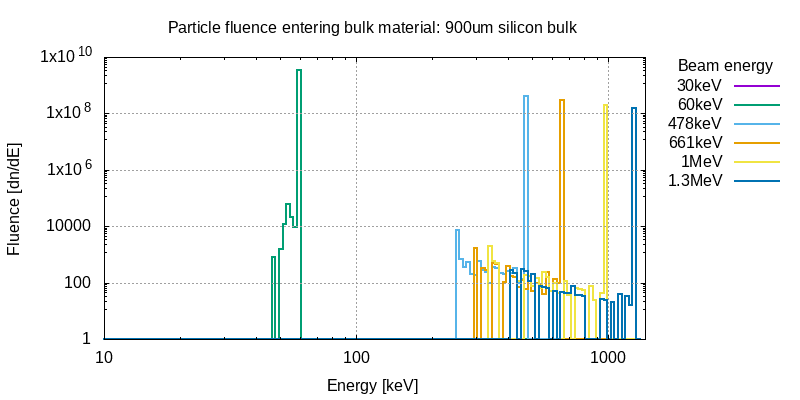 Particle fluence entering bulk material: 900um silicon bulk
Beam energy
30keV
60keV
478keV
661keV
1MeV
1.3MeV
Fluence [dn/dE]
1x10^10
1x10^8
1x10^6
10000
100
1
10 100 1000
Energy [keV]